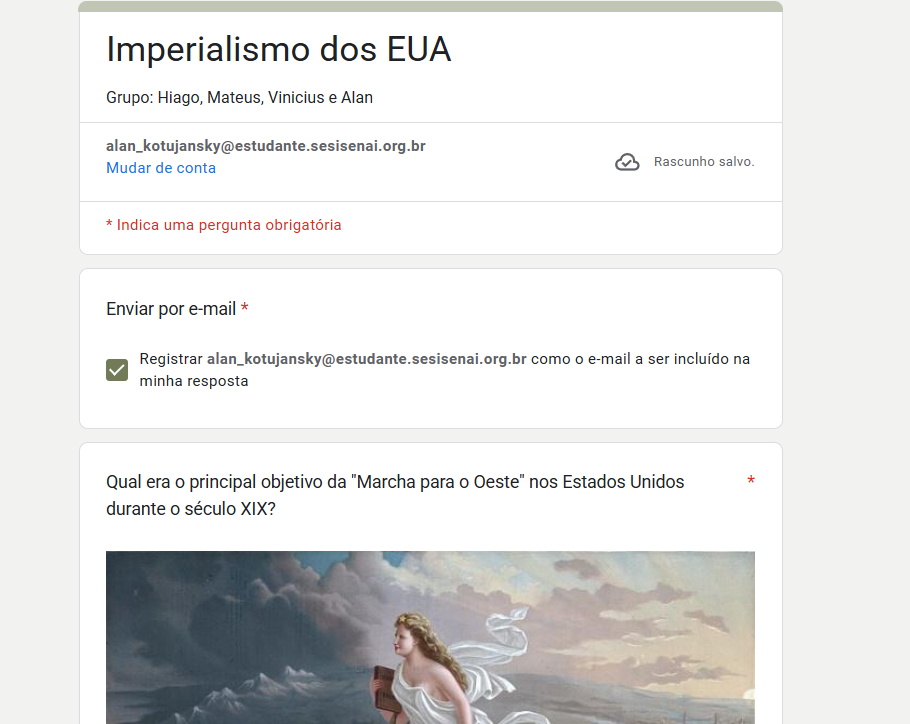 Imperialismo dos EUA
Grupo: Hiago, Mateus, Vinicius e Alan
alan_kotujansky@estudante.sesisenai.org.br
Mudar de conta
Rascunho salvo.
* Indica uma pergunta obrigatória
Enviar por e-mail *
Registrar alan_kotujansky@estudante.sesisenai.org.br como o e-mail a ser incluído na
minha resposta
Qual era o principal objetivo da "Marcha para o Oeste" nos Estados Unidos *
durante o século XIX?